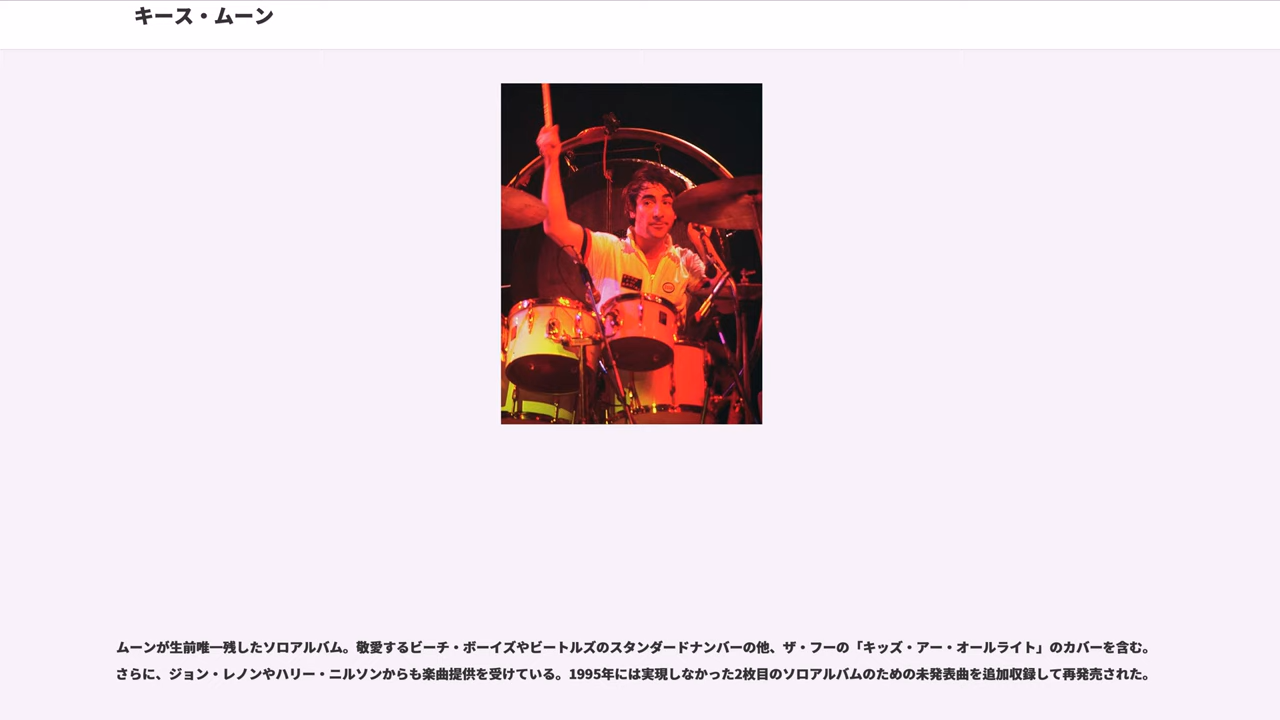 キース・ムーン
ムーンが生前唯一残したソロアルバム。敬愛するビーチ・ボーイズやビートルズのスタンダードナンバーの他、ザ・フーの「キッズ・アー・オールライト」のカバーを含む。
さらに、ジョン・レノンやハリー・ニルソンからも楽曲提供を受けている。1995年には実現しなかった2枚目のソロアルバムのための未発表曲を追加収録して再発売された。